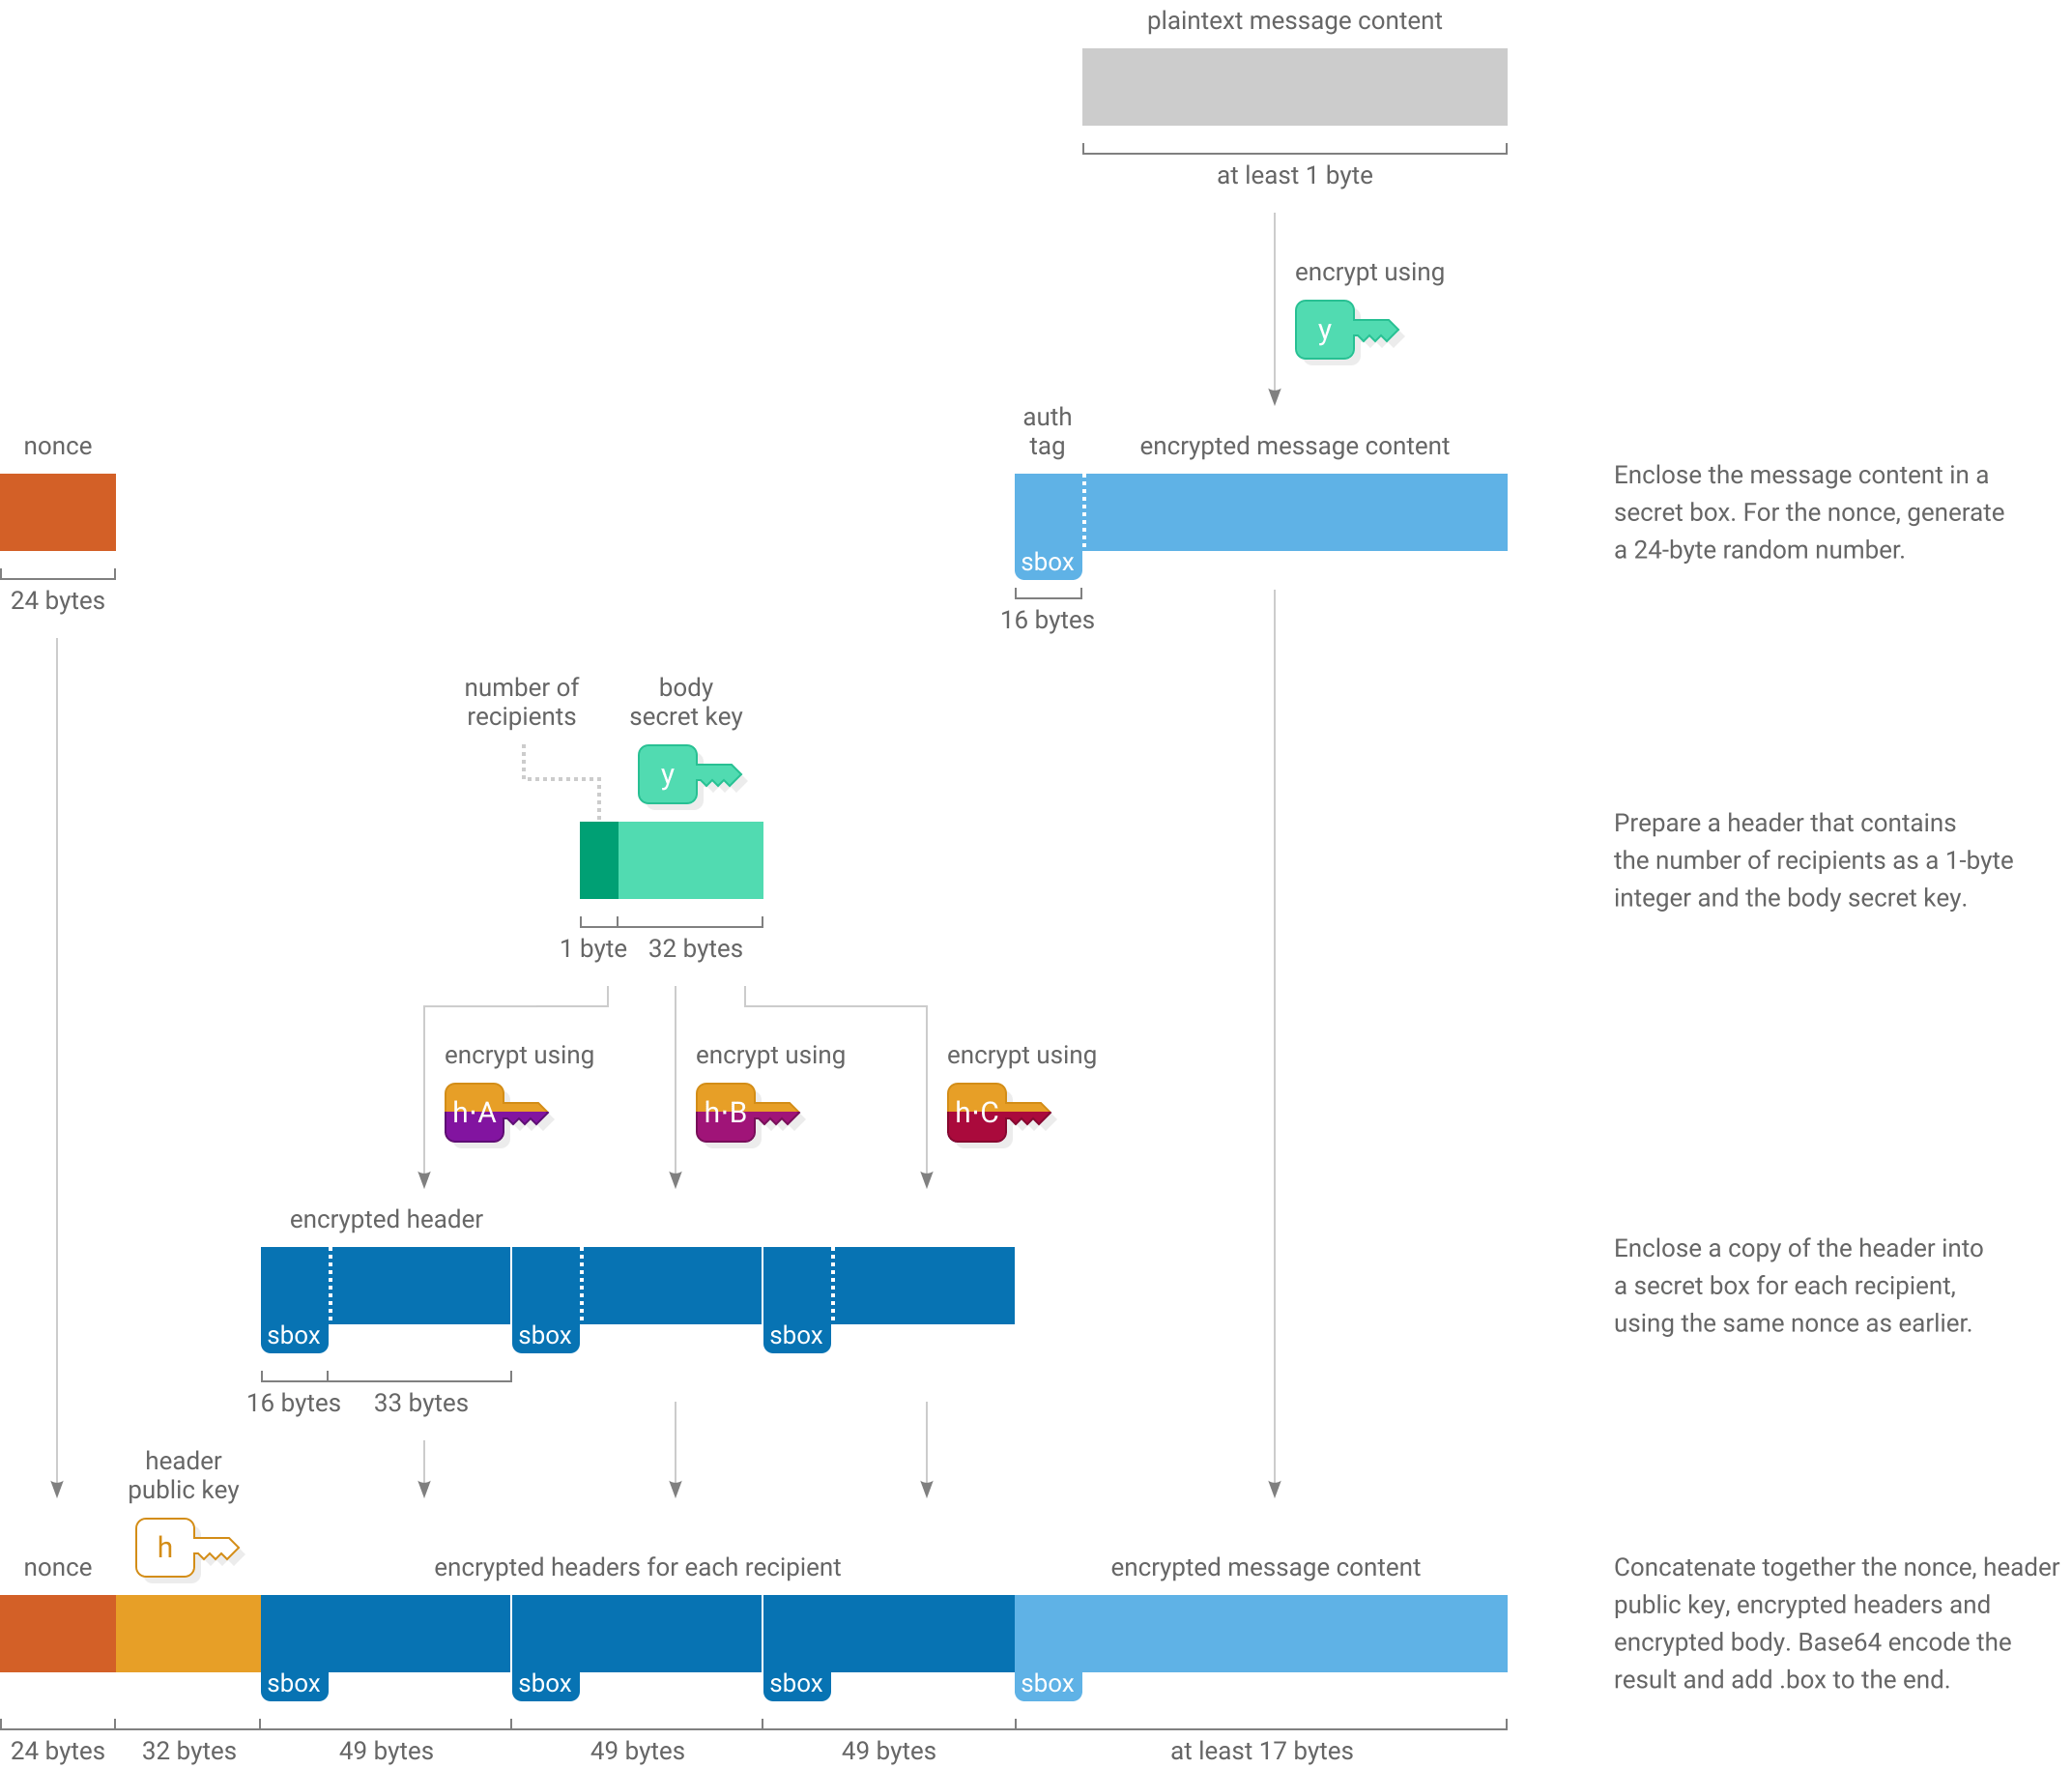 plaintext message content
at least 1 byte
encrypt using
y
auth
tag
nonce
encrypted message content
sbox
24 bytes
16 bytes
Enclose the message content in a
secret box. For the nonce, generate
a 24-byte random number.
number of
recipients
body
secret key
y
1 byte
32 bytes
Prepare a header that contains
the number of recipients as a 1-byte
integer and the body secret key.
encrypt using
h·A
encrypt using
h·B
encrypt using
h·C
encrypted header
sbox
sbox
sbox
16 bytes
33 bytes
Enclose a copy of the header into
a secret box for each recipient,
using the same nonce as earlier.
header
public key
h
nonce
encrypted headers for each recipient
encrypted message content
sbox
sbox
sbox
sbox
24 bytes
32 bytes
49 bytes
49 bytes
49 bytes
at least 17 bytes
Concatenate together the nonce, header
public key, encrypted headers and
encrypted body. Base64 encode the
result and add .box to the end.